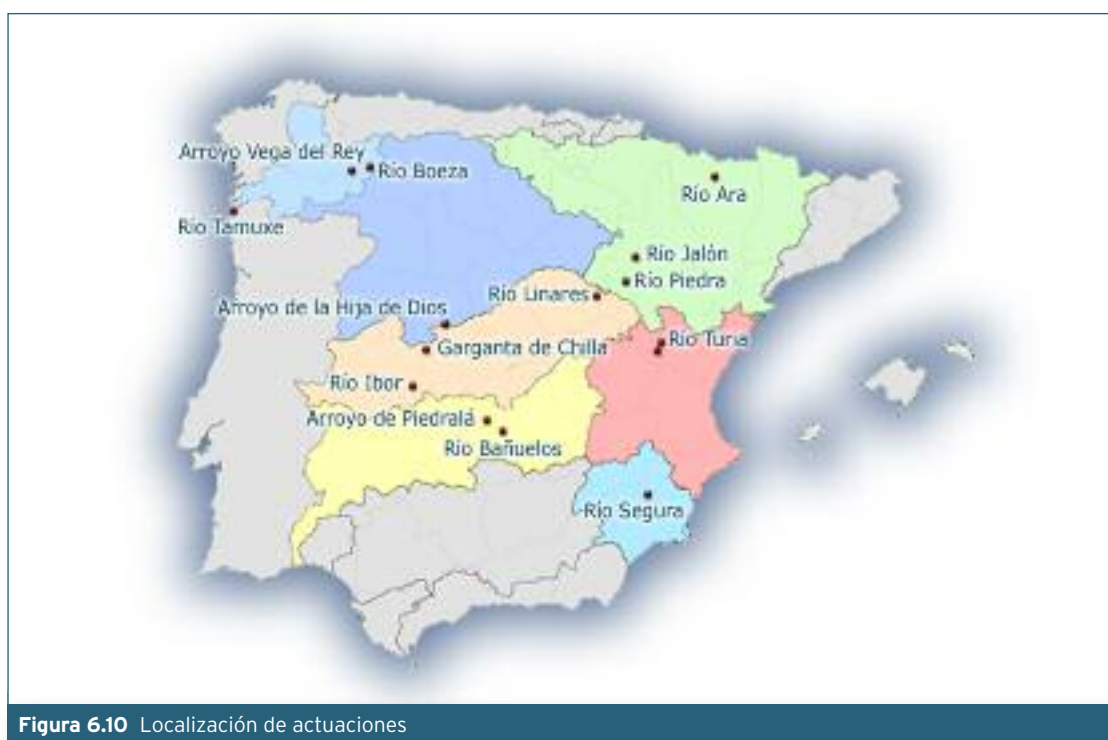 Arroyo Vega del Rey
Río Boeza
Río Ara
Río Tamuxe
Río Jalón
Río Piedra
Río Linares
Arroyo de la Hija de Dios
Río Turia
Garganta de Chilla
Río Ibor
Arroyo de Piedralá
Río Bañuelos
Río Segura
Figura 6.10 Localización de actuaciones